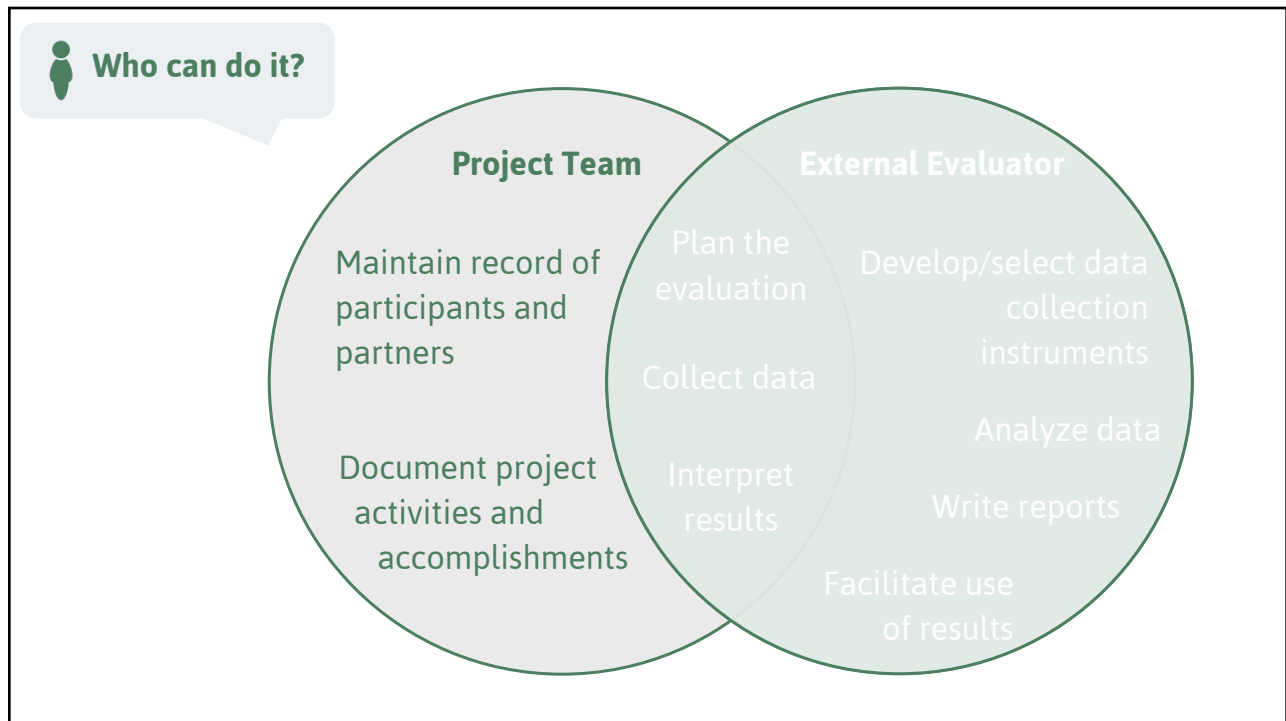 Who can do it?
Project Team
Maintain record of
participants and
partners
Document project
activities and
accomplishments
Plan the
evaluation
Collect data
Interpret
results
External Evaluator
Develop/select data
collection
instruments
Analyze data
Write reports
Facilitate use
of results